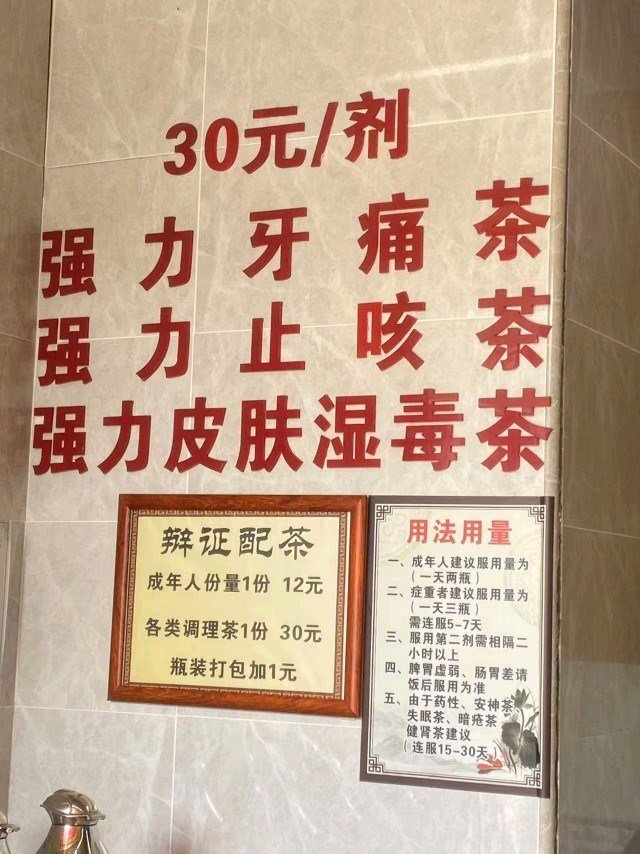 30元/剂
强力牙痛茶
强力止咳茶
强力皮肤湿毒茶
辩证配茶
成年人份量1份 12元
各类调理茶1份 30元
瓶装打包加1元
用法用量
一、成年人建议服用量为
（一天两瓶）
二、症重者建议服用量为
（一天三瓶）
需连服5-7天
三、服用第二剂需相隔二
小时以上
四、脾胃虚弱、肠胃差请
饭后服用为准
五、由于药性、安神茶、
失眠茶、暗疮茶、
健肾茶建议
（连服15-30天）